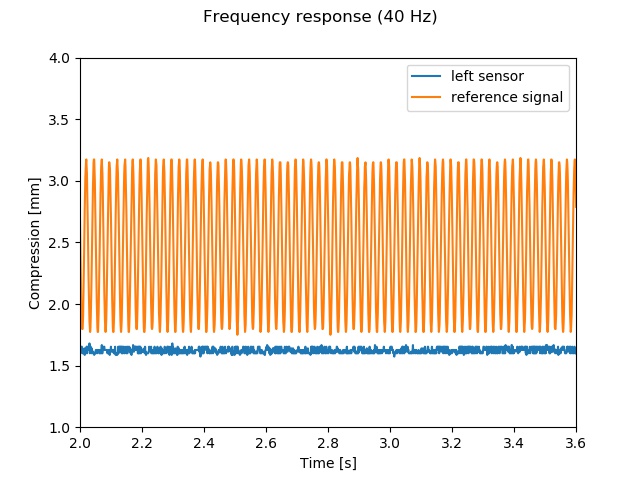 Frequency response (40 Hz)
left sensor
reference signal
4.0
3.5
3.0
2.5
2.0
1.5
1.0
Compression [mm]
2.0 2.2 2.4 2.6 2.8 3.0 3.2 3.4 3.6
Time [s]